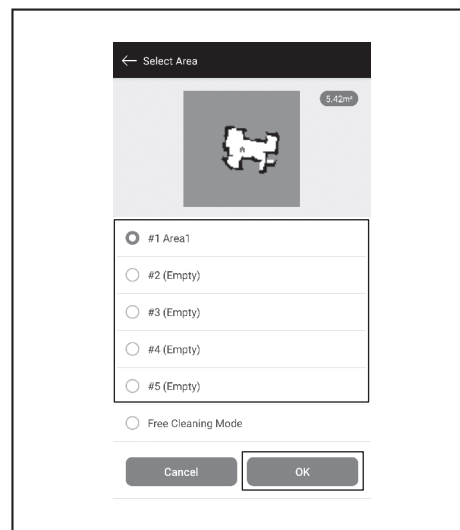 ← Select Area
5.42m²
#1 Area1
#2 (Empty)
#3 (Empty)
#4 (Empty)
#5 (Empty)
Free Cleaning Mode
Cancel OK